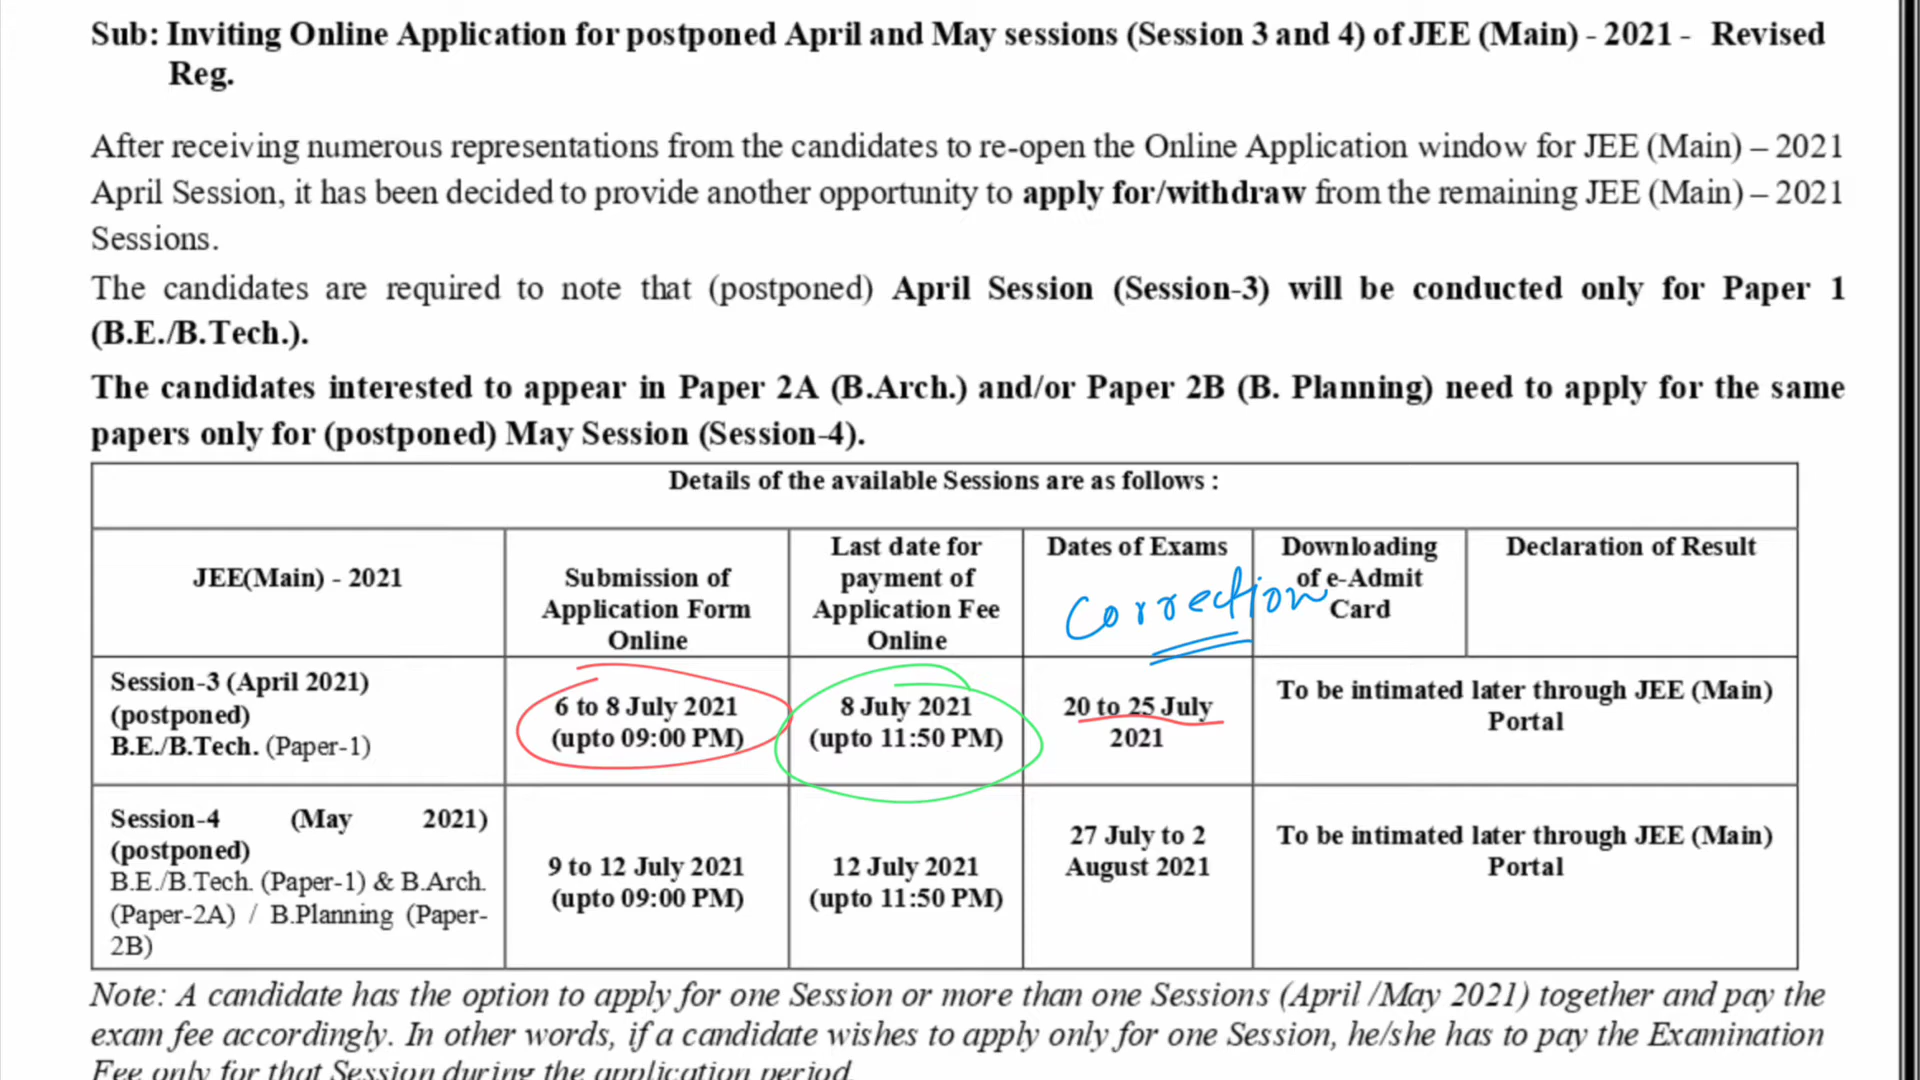 Sub: Inviting Online Application for postponed April and May sessions (Session 3 and 4) of JEE (Main) - 2021 - Revised
Reg.
After receiving numerous representations from the candidates to re-open the Online Application window for JEE (Main) – 2021
April Session, it has been decided to provide another opportunity to apply for/withdraw from the remaining JEE (Main) – 2021
Sessions.
The candidates are required to note that (postponed) April Session (Session-3) will be conducted only for Paper 1
(B.E./B.Tech.).
The candidates interested to appear in Paper 2A (B.Arch.) and/or Paper 2B (B. Planning) need to apply for the same
papers only for (postponed) May Session (Session-4).
Details of the available Sessions are as follows :
JEE(Main) - 2021
Submission of
Application Form
Online
Last date for
payment of
Application Fee
Online
Dates of Exams
Correction
Downloading
of e-Admit
Card
Declaration of Result
Session-3 (April 2021)
(postponed)
B.E./B.Tech. (Paper-1)
6 to 8 July 2021
(upto 09:00 PM)
8 July 2021
(upto 11:50 PM)
20 to 25 July
2021
To be intimated later through JEE (Main)
Portal
Session-4 (May 2021)
(postponed)
B.E./B.Tech. (Paper-1) & B.Arch.
(Paper-2A) / B.Planning (Paper-
2B)
9 to 12 July 2021
(upto 09:00 PM)
12 July 2021
(upto 11:50 PM)
27 July to 2
August 2021
To be intimated later through JEE (Main)
Portal
Note: A candidate has the option to apply for one Session or more than one Sessions (April /May 2021) together and pay the
exam fee accordingly. In other words, if a candidate wishes to apply only for one Session, he/she has to pay the Examination
Fee only for that Session during the application period.